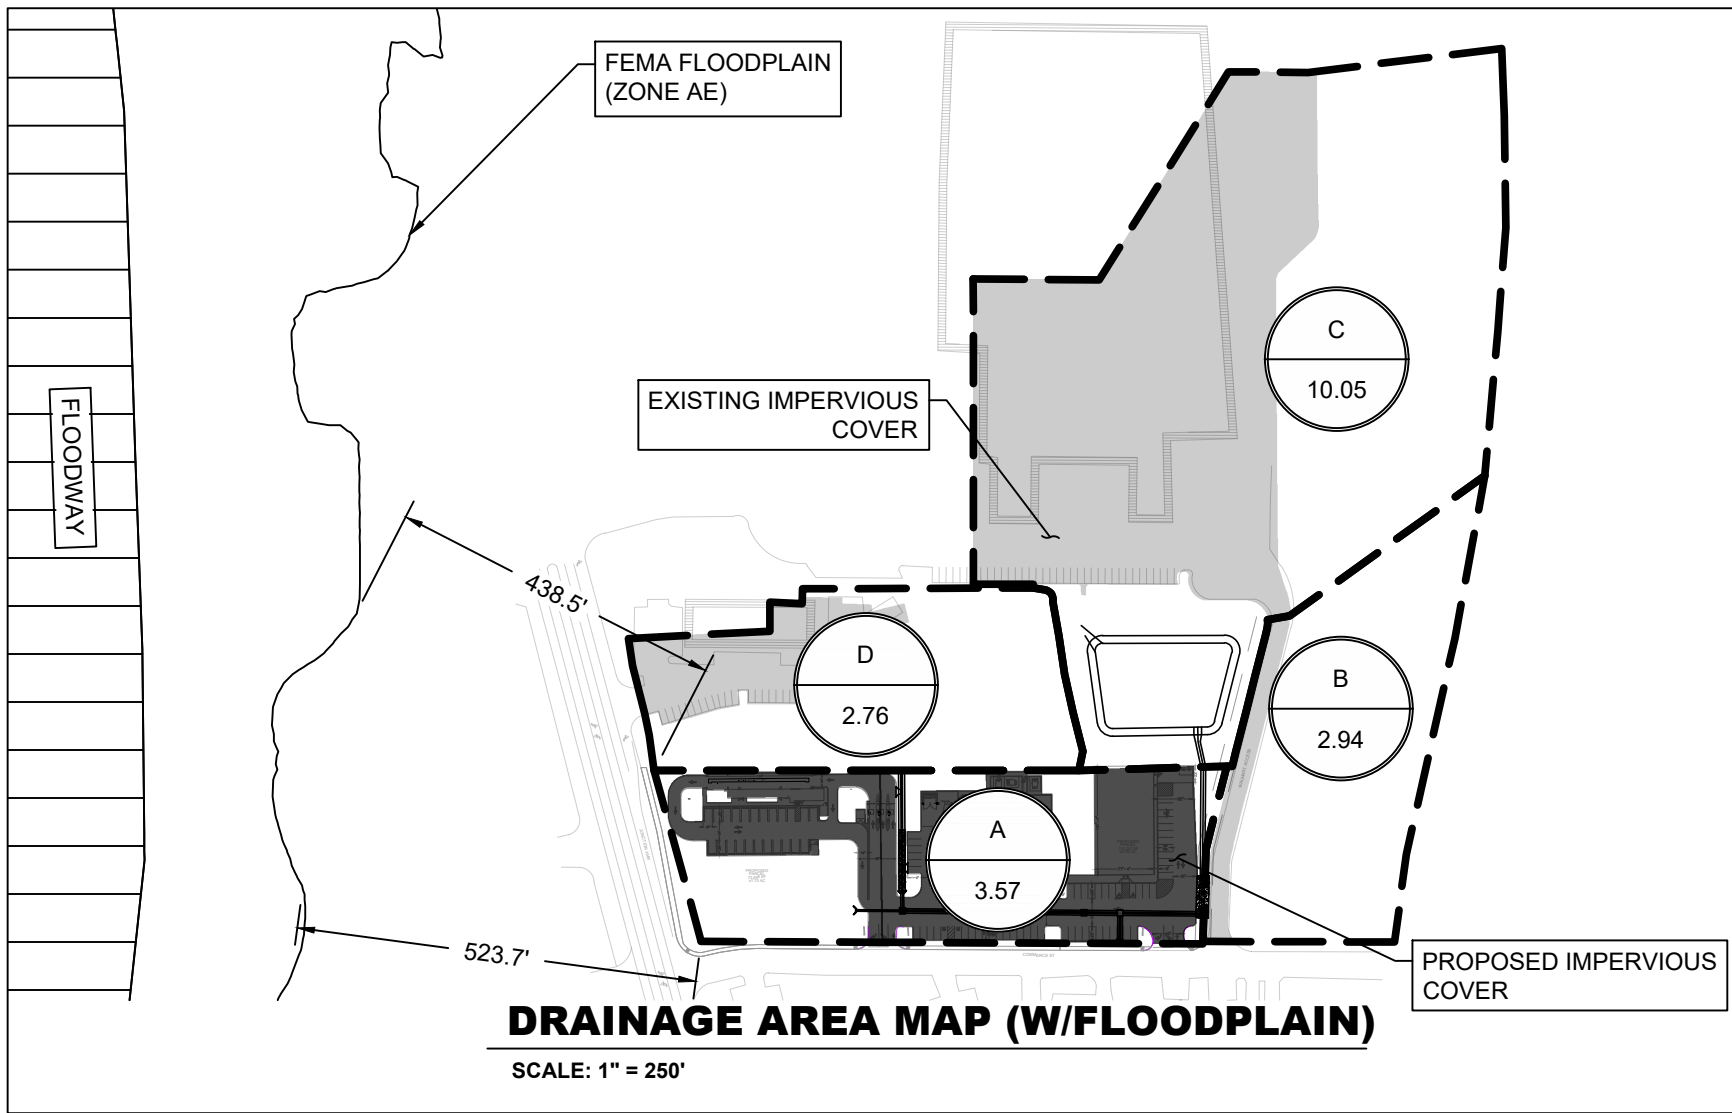 FEMA FLOODPLAIN
(ZONE AE)
C
10.05
EXISTING IMPERVIOUS
COVER
FLOODWAY
438.5'
D
2.76
B
2.94
A
3.57
523.7'
PROPOSED IMPERVIOUS
COVER
DRAINAGE AREA MAP (W/FLOODPLAIN)
SCALE: 1" = 250'